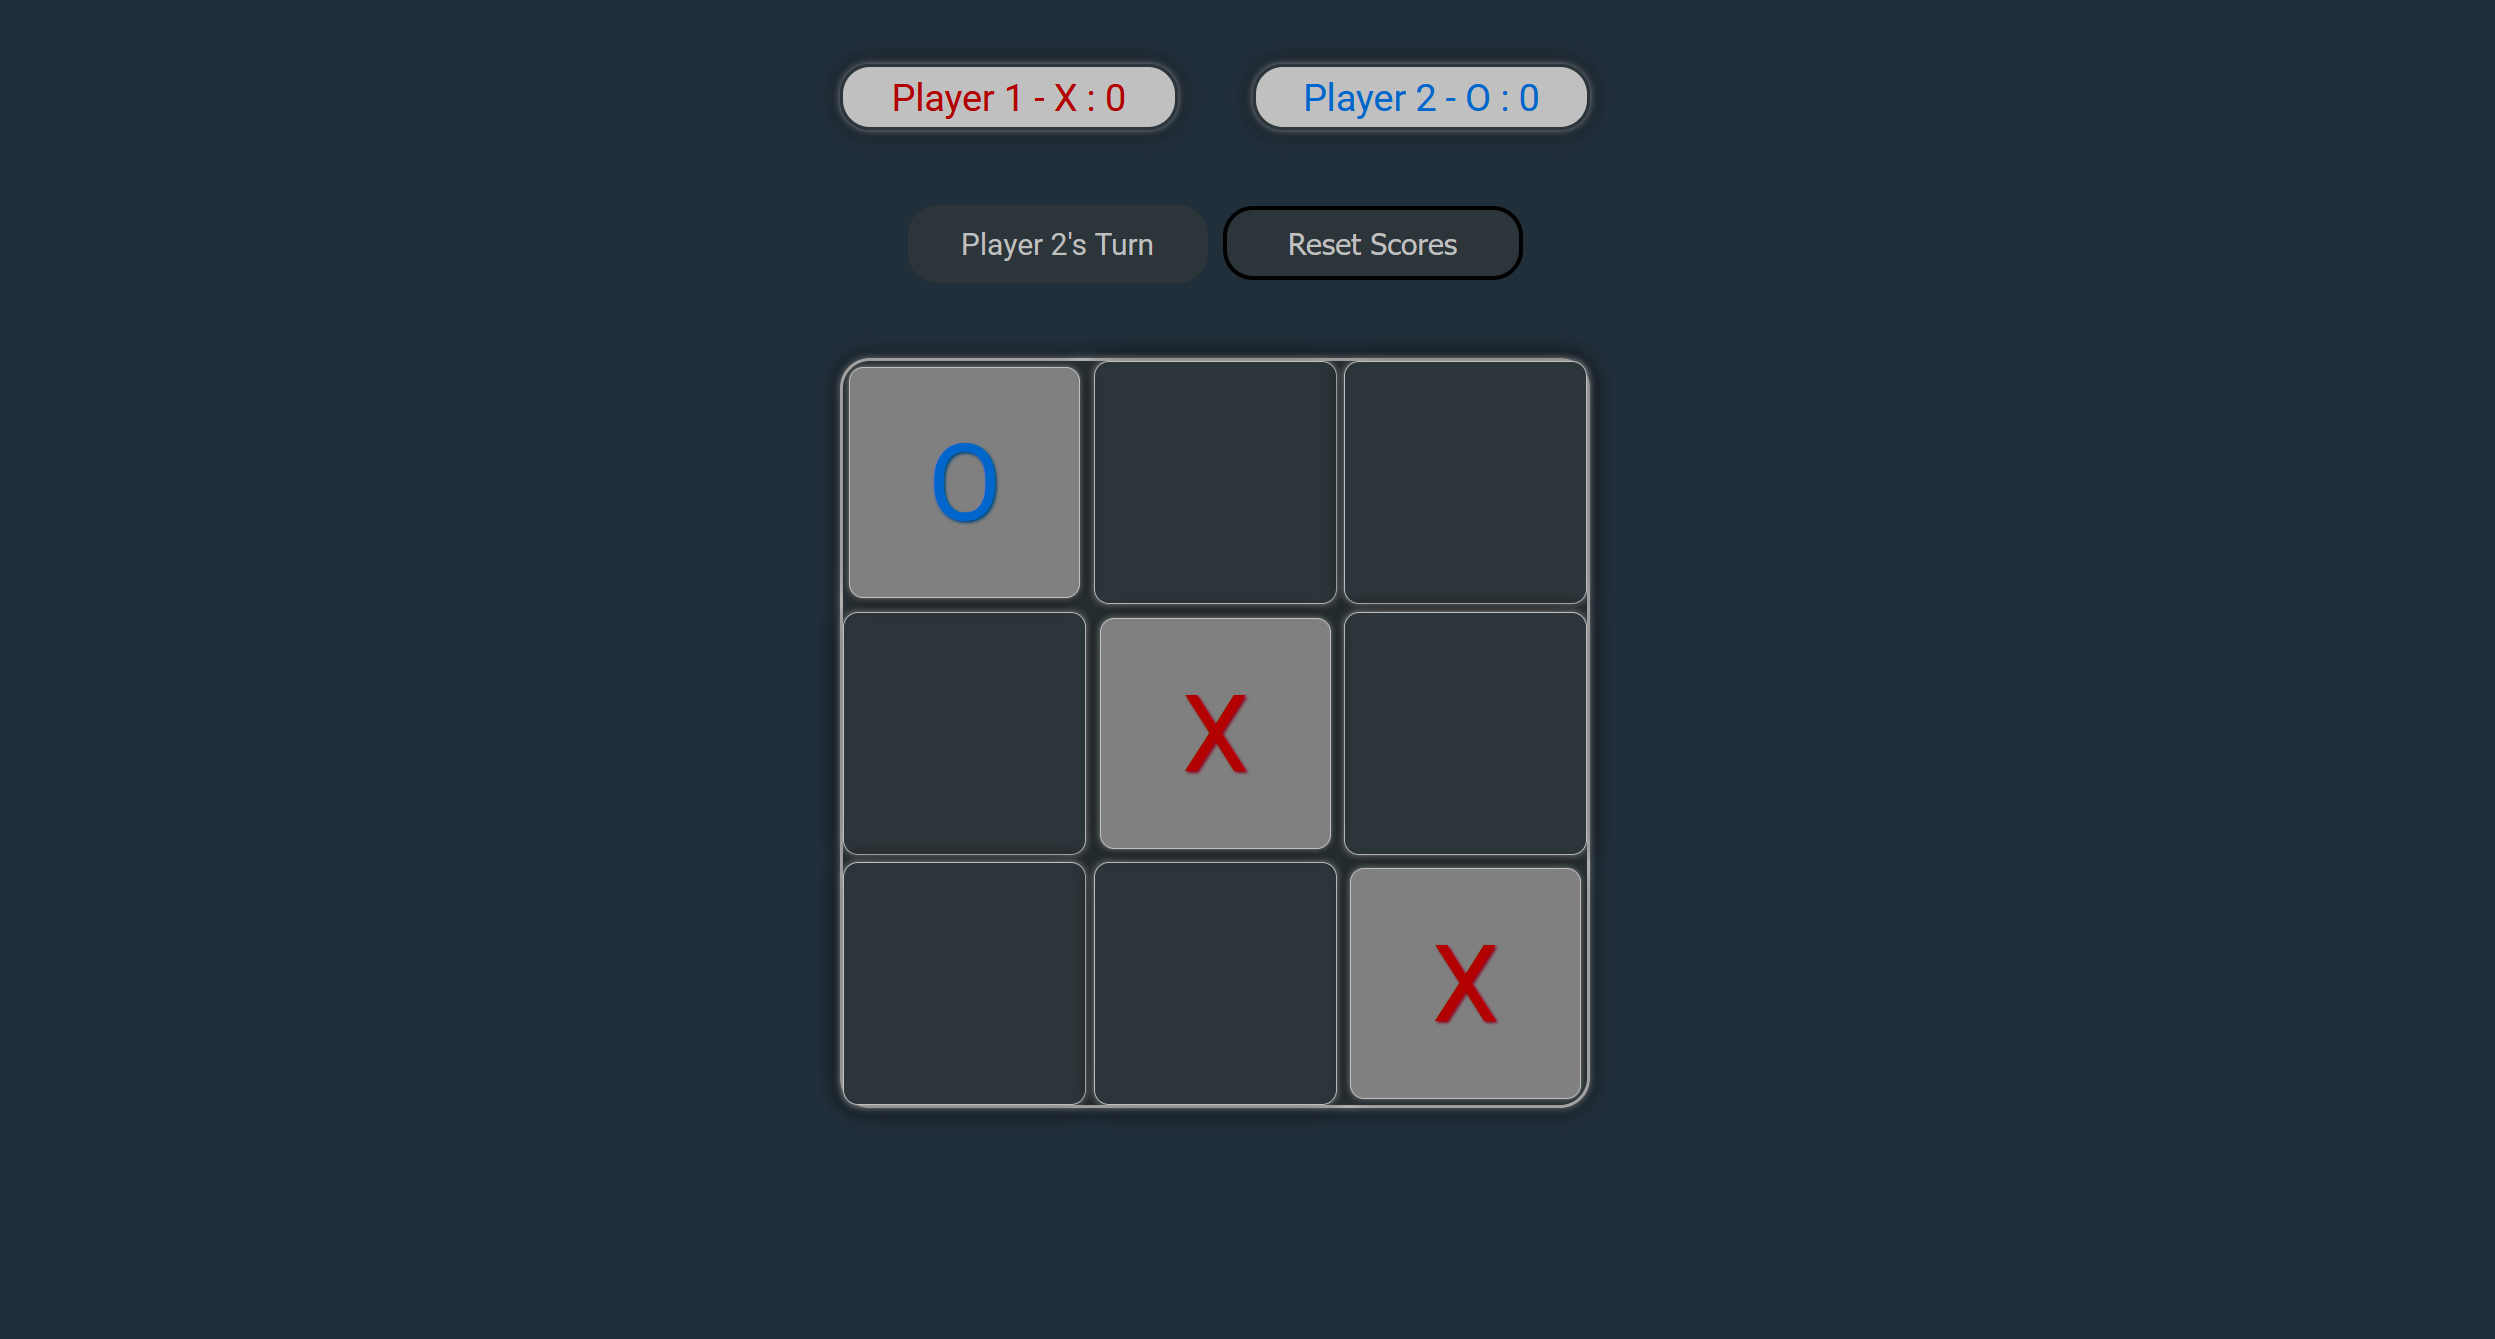 Player 1 - X : 0
Player 2 - O : 0
Player 2's Turn
Reset Scores
O
X
X